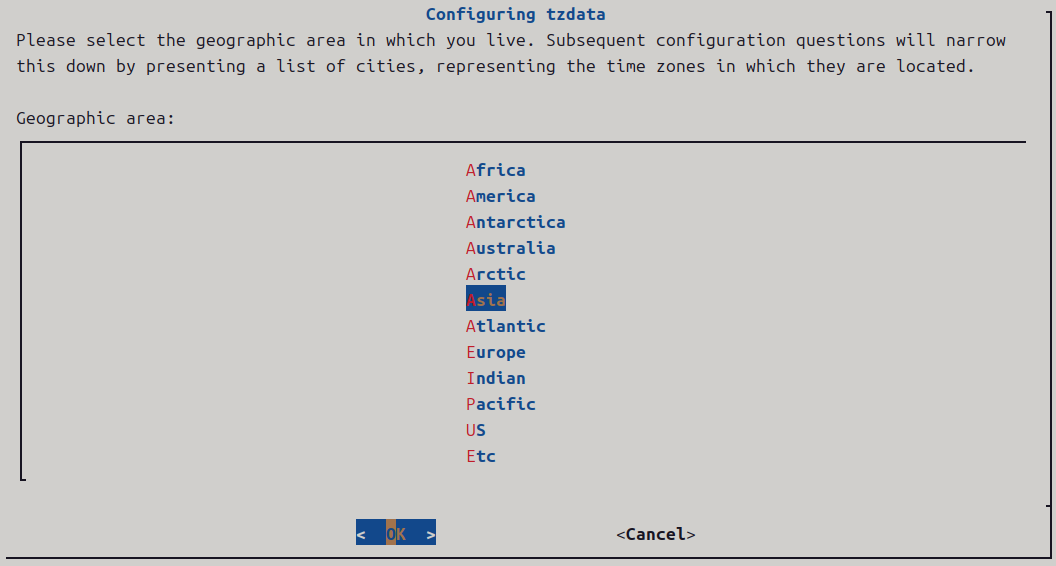 Configuring tzdata
Please select the geographic area in which you live. Subsequent configuration questions will narrow
this down by presenting a list of cities, representing the time zones in which they are located.
Geographic area:
Africa
America
Antarctica
Australia
Arctic
Asia
Atlantic
Europe
Indian
Pacific
US
Etc
<  OK  > <Cancel>